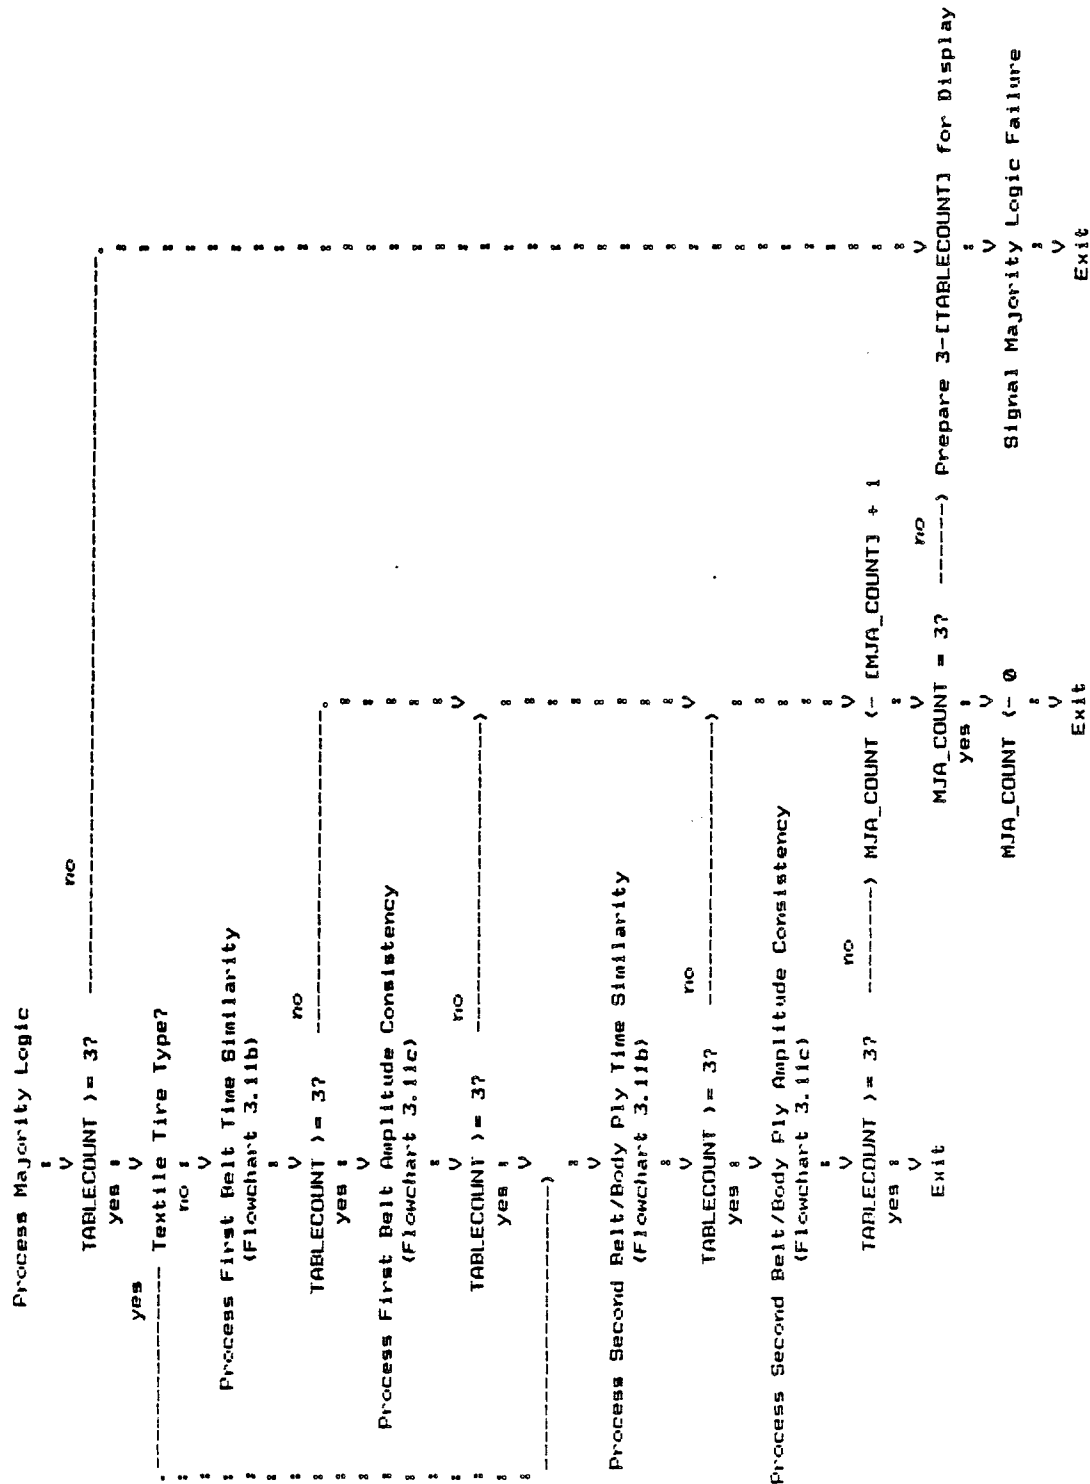 Process Majority Logic
no
TABLECOUNT >= 3?
yes
yes
Textile Tire Type?
no
Process First Belt Time Similarity
(Flowchart 3.11b)
no
TABLECOUNT >= 3?
yes
Process First Belt Amplitude Consistency
(Flowchart 3.11c)
no
TABLECOUNT >= 3?
yes
Process Second Belt/Body Ply Time Similarity
(Flowchart 3.11b)
no
TABLECOUNT >= 3?
yes
Process Second Belt/Body Ply Amplitude Consistency
(Flowchart 3.11c)
no
TABLECOUNT >= 3? MJA_COUNT <- [MJA_COUNT] + 1
yes
no
Exit MJA_COUNT = 3? Prepare 3-[TABLECOUNT] for Display
yes
MJA_COUNT <- 0 Signal Majority Logic Failure
Exit Exit